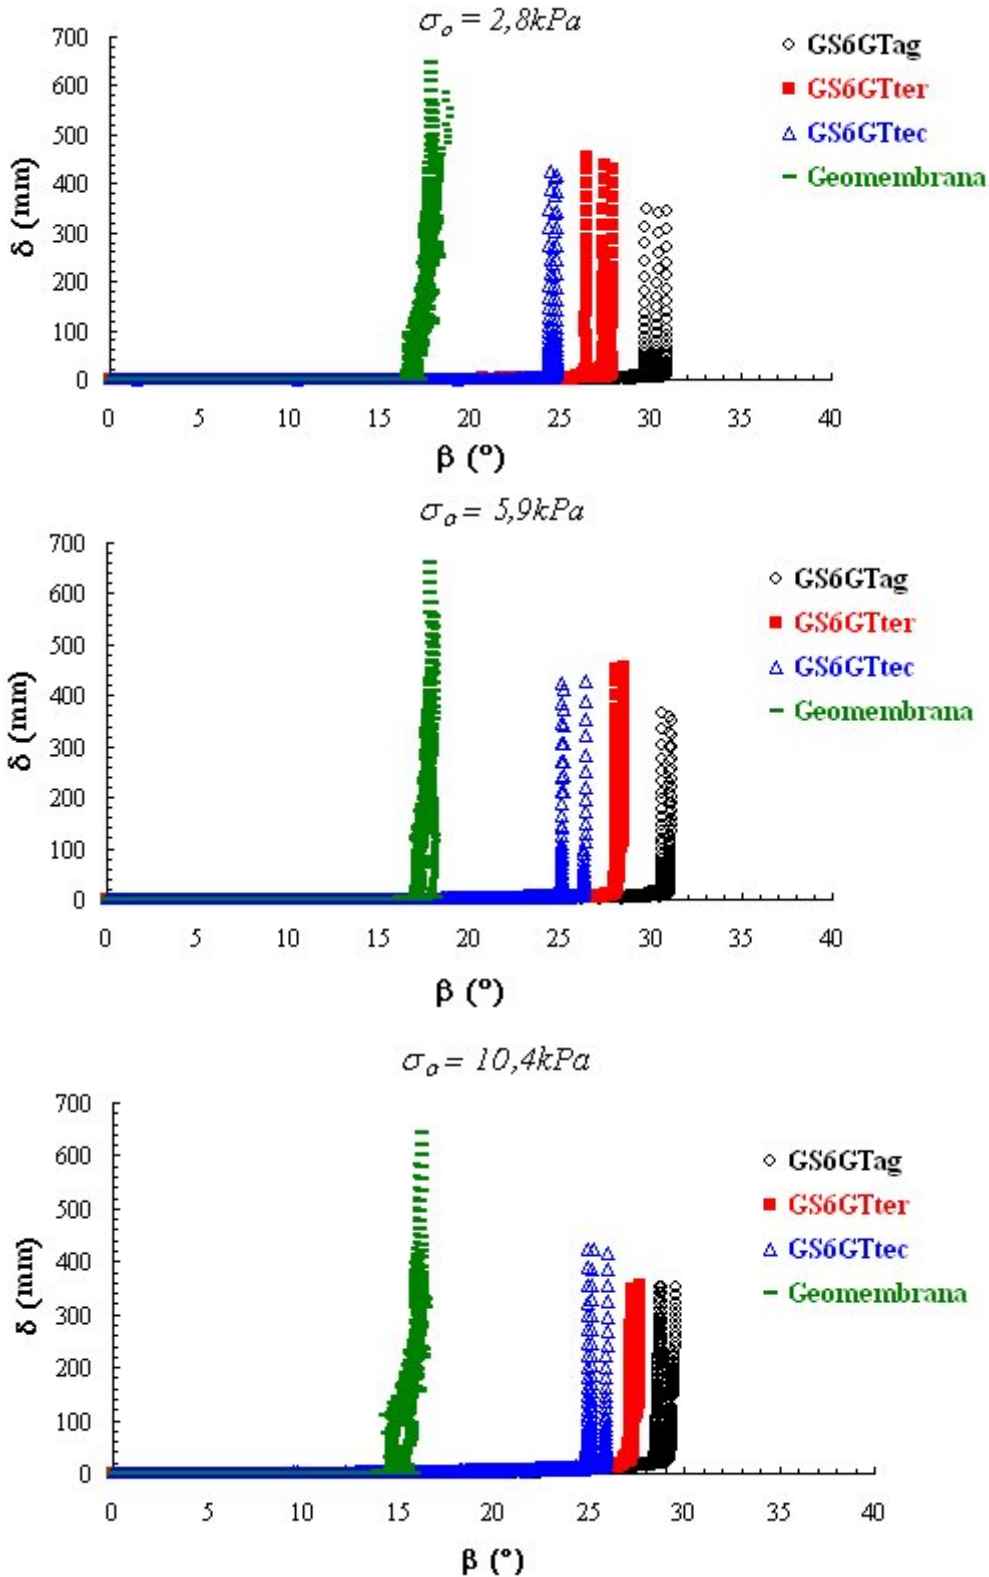 σo = 2,8kPa
700
600
500
400
300
200
100
0
δ (mm)
GS6GTag
GS6GTter
GS6GTtec
Geomembrana
0 5 10 15 20 25 30 35 40
β (º)
σo = 5,9kPa
700
600
500
400
300
200
100
0
δ (mm)
GS6GTag
GS6GTter
GS6GTtec
Geomembrana
0 5 10 15 20 25 30 35 40
β (º)
σo = 10,4kPa
700
600
500
400
300
200
100
0
δ (mm)
GS6GTag
GS6GTter
GS6GTtec
Geomembrana
0 5 10 15 20 25 30 35 40
β (º)